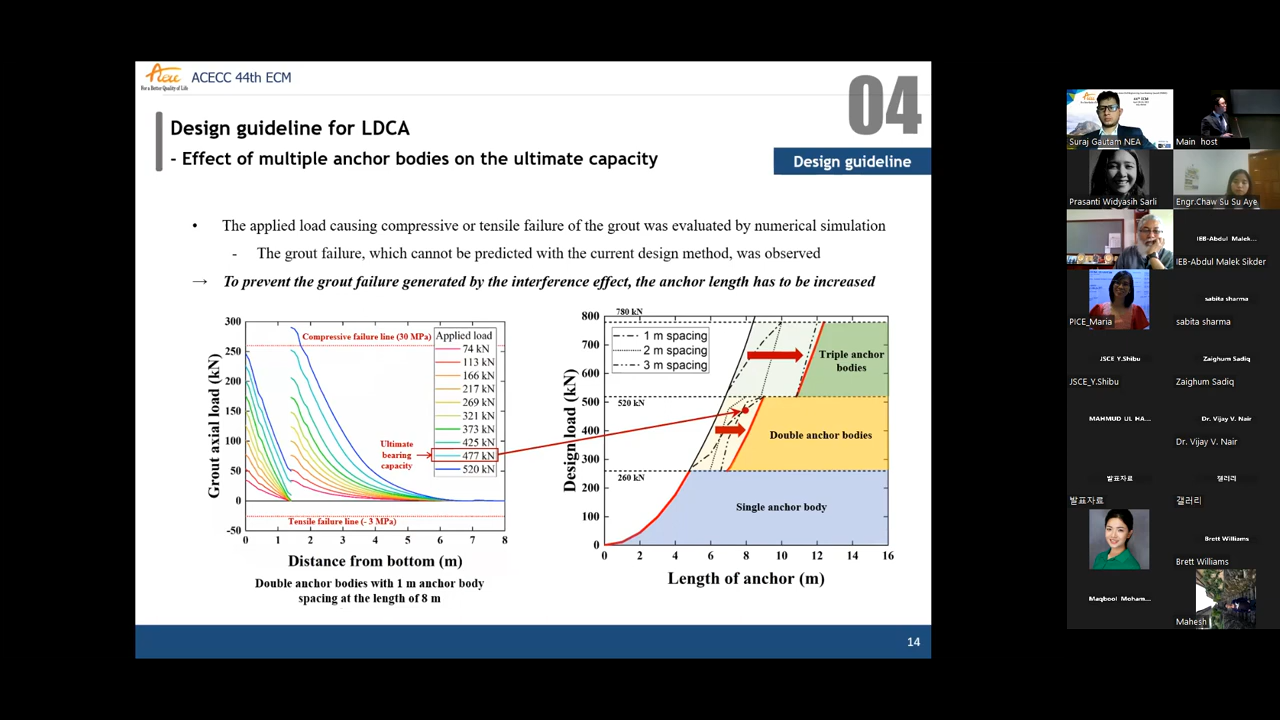 Acecc
For a Better Quality of Life
ACECC 44th ECM
04
Design guideline for LDCA
- Effect of multiple anchor bodies on the ultimate capacity
Design guideline
• The applied load causing compressive or tensile failure of the grout was evaluated by numerical simulation
- The grout failure, which cannot be predicted with the current design method, was observed
→ To prevent the grout failure generated by the interference effect, the anchor length has to be increased
Grout axial load (kN)
300
250
200
150
100
50
0
-50
Compressive failure line (30 MPa)
Applied load
74 kN
113 kN
166 kN
217 kN
269 kN
321 kN
373 kN
425 kN
477 kN
520 kN
Ultimate
bearing
capacity
Tensile failure line (- 3 MPa)
0 1 2 3 4 5 6 7 8
Distance from bottom (m)
Double anchor bodies with 1 m anchor body
spacing at the length of 8 m
Design load (kN)
800
700
600
500
400
300
200
100
0
780 kN
1 m spacing
2 m spacing
3 m spacing
520 kN
260 kN
Triple anchor
bodies
Double anchor bodies
Single anchor body
0 2 4 6 8 10 12 14 16
Length of anchor (m)
14
Suraj Gautam NEA
Main host
Prasanti Widyasih Sarli
Engr.Chaw Su Su Aye
IEB-Abdul Malek...
IEB-Abdul Malek Sikder
PICE_Maria
sabita sharma
sabita sharma
JSCE Y.Shibu
JSCE_Y.Shibu
Zaighum Sadiq
Zaighum Sadiq
MAHMUD UL HA...
Dr. Vijay V. Nair
Dr. Vijay V. Nair
발표자료
발표자료
갤러리
갤러리
Brett Williams
Brett Williams
Maqbool Moham...
Mahesh